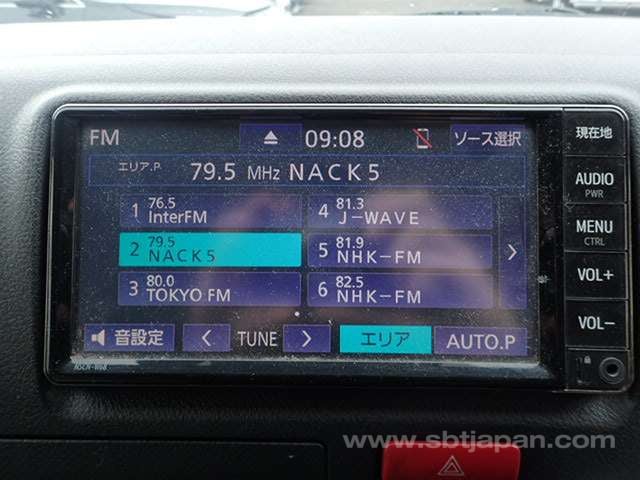 FM 09:08 ソース選択
エリア.P. 79.5 MHz NACK5
1 76.5 InterFM
2 79.5 NACK5
3 80.0 TOKYO FM
4 81.3 J-WAVE
5 81.9 NHK-FM
6 82.5 NHK-FM
>
音設定 < TUNE > エリア AUTO.P
NSCN-W68
現在地
AUDIO
PWR
MENU
CTRL
VOL+
VOL-
www.sbtjapan.com